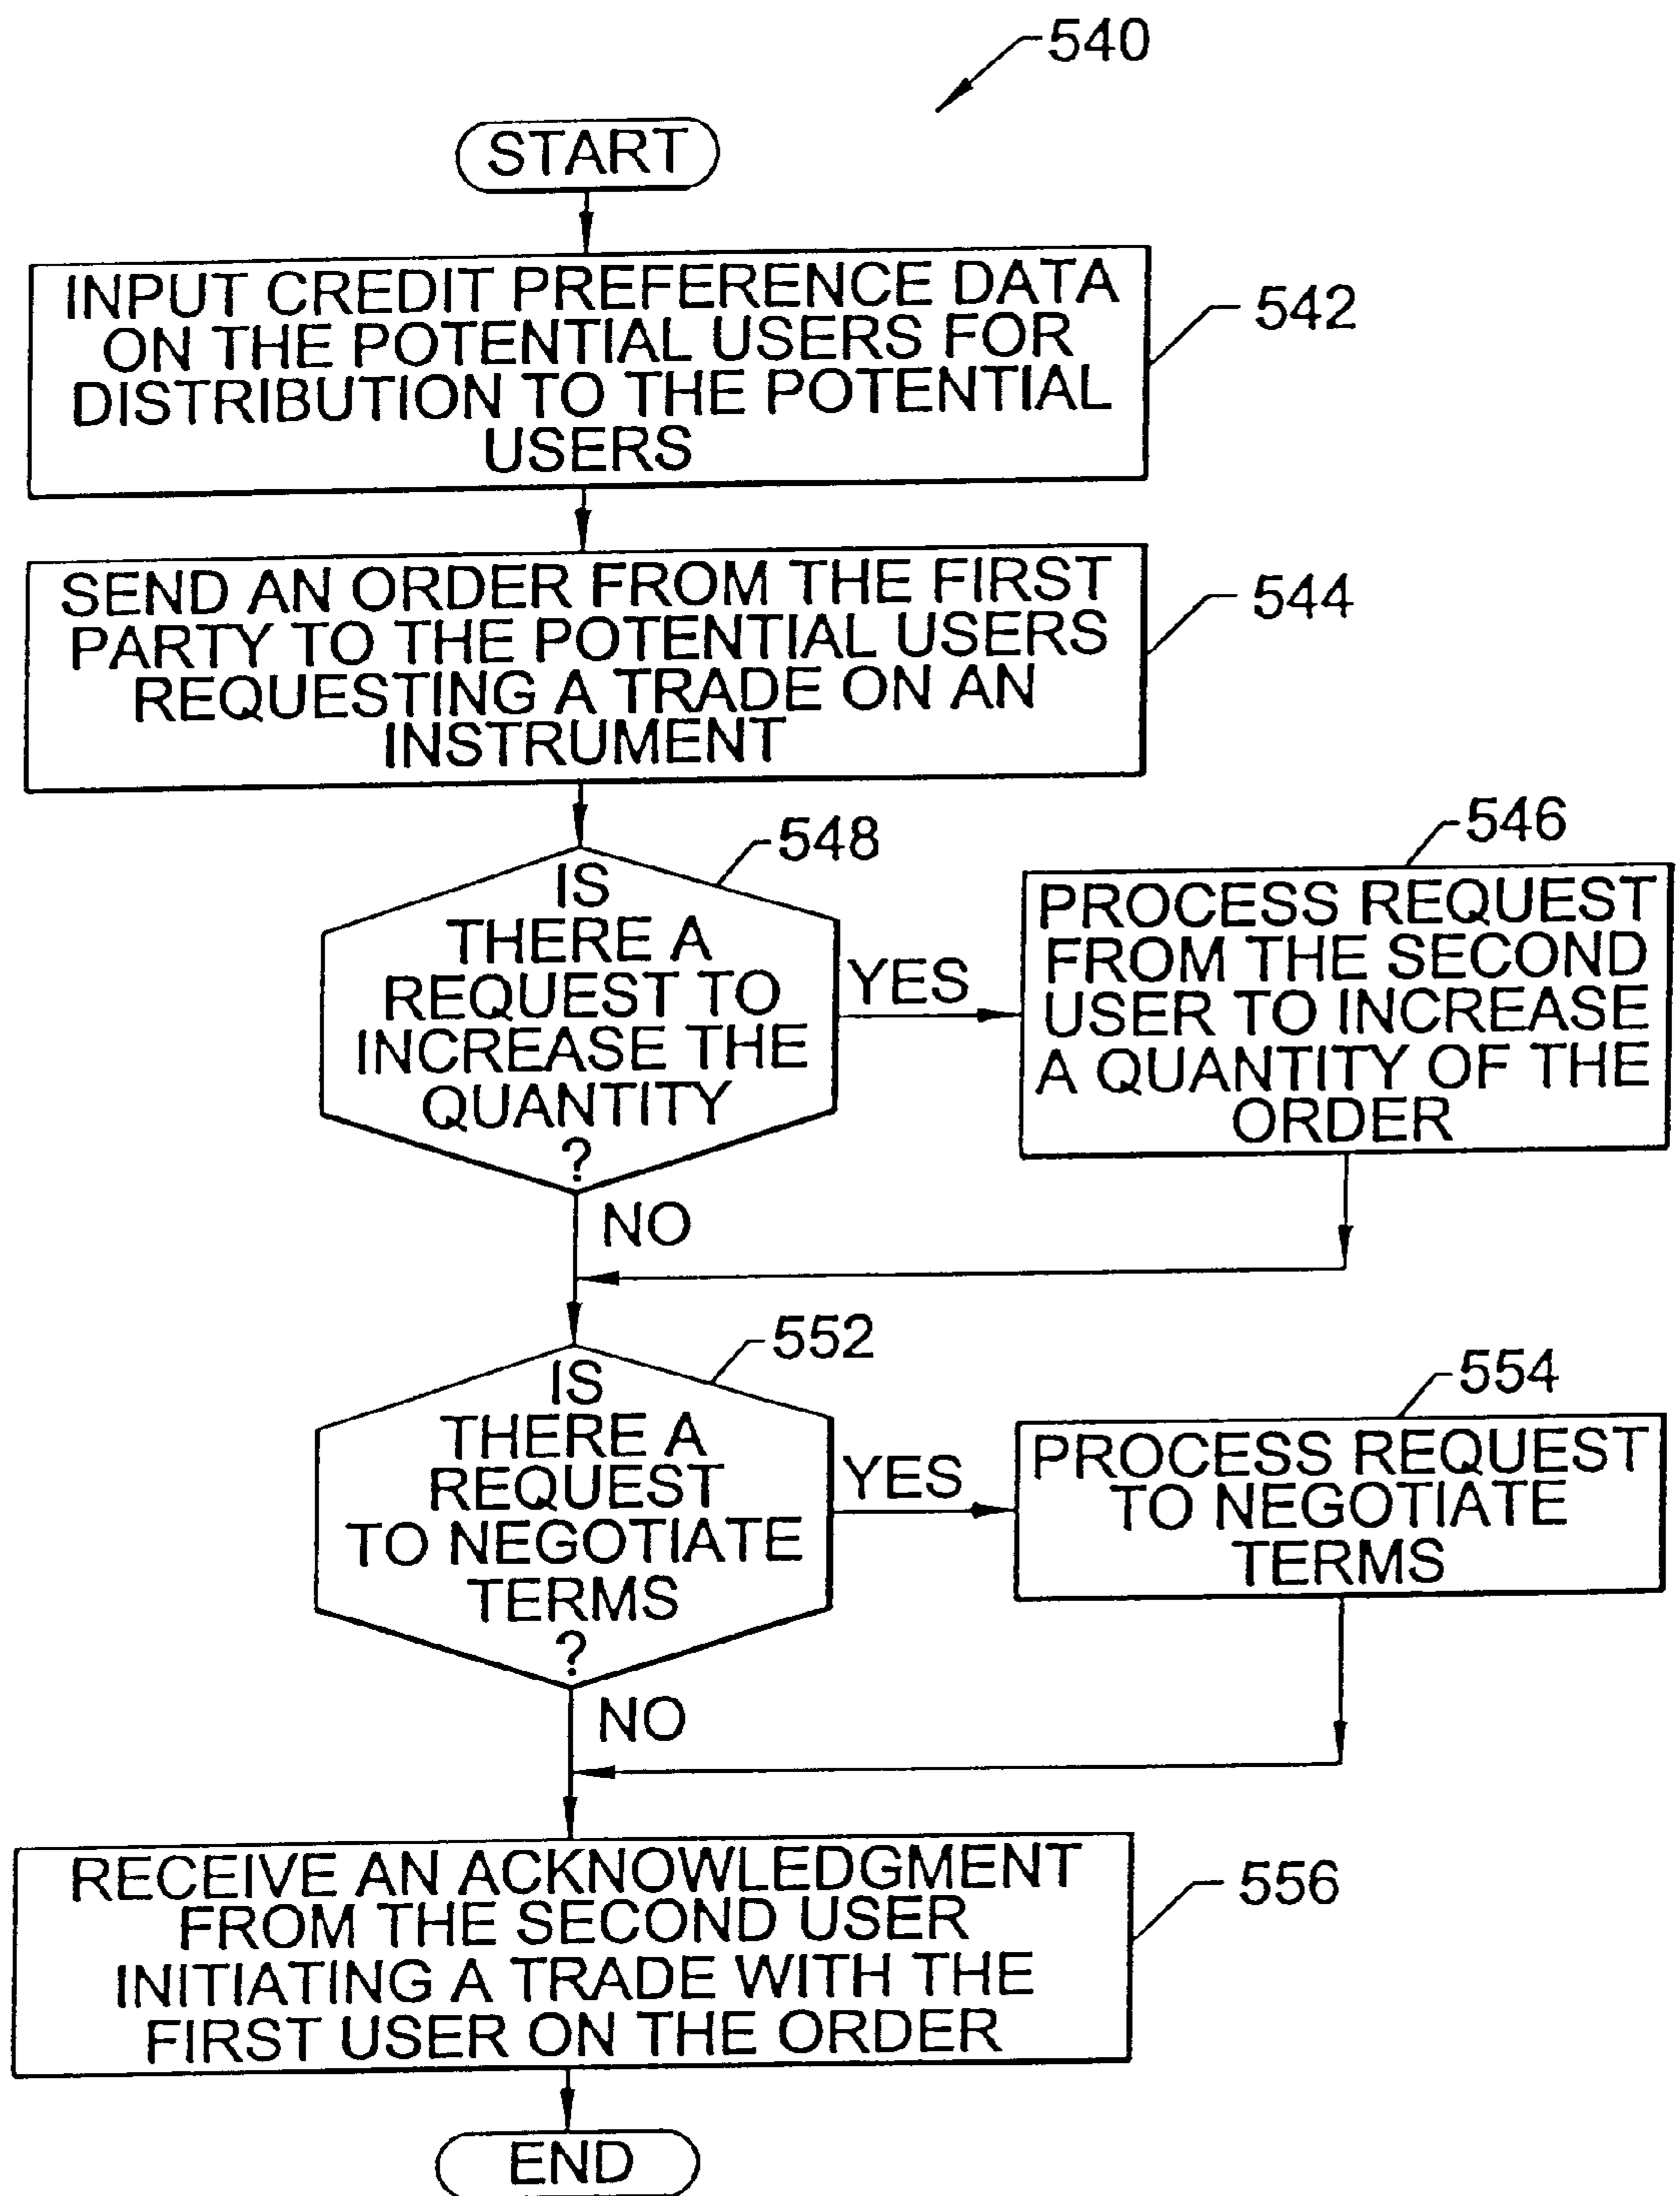 540
START
INPUT CREDIT PREFERENCE DATA
ON THE POTENTIAL USERS FOR
DISTRIBUTION TO THE POTENTIAL
USERS
542
SEND AN ORDER FROM THE FIRST
PARTY TO THE POTENTIAL USERS
REQUESTING A TRADE ON AN
INSTRUMENT
544
548
IS
THERE A
REQUEST TO
INCREASE THE
QUANTITY
?
YES
NO
546
PROCESS REQUEST
FROM THE SECOND
USER TO INCREASE
A QUANTITY OF THE
ORDER
552
IS
THERE A
REQUEST
TO NEGOTIATE
TERMS
?
YES
NO
554
PROCESS REQUEST
TO NEGOTIATE
TERMS
RECEIVE AN ACKNOWLEDGMENT
FROM THE SECOND USER
INITIATING A TRADE WITH THE
FIRST USER ON THE ORDER
556
END